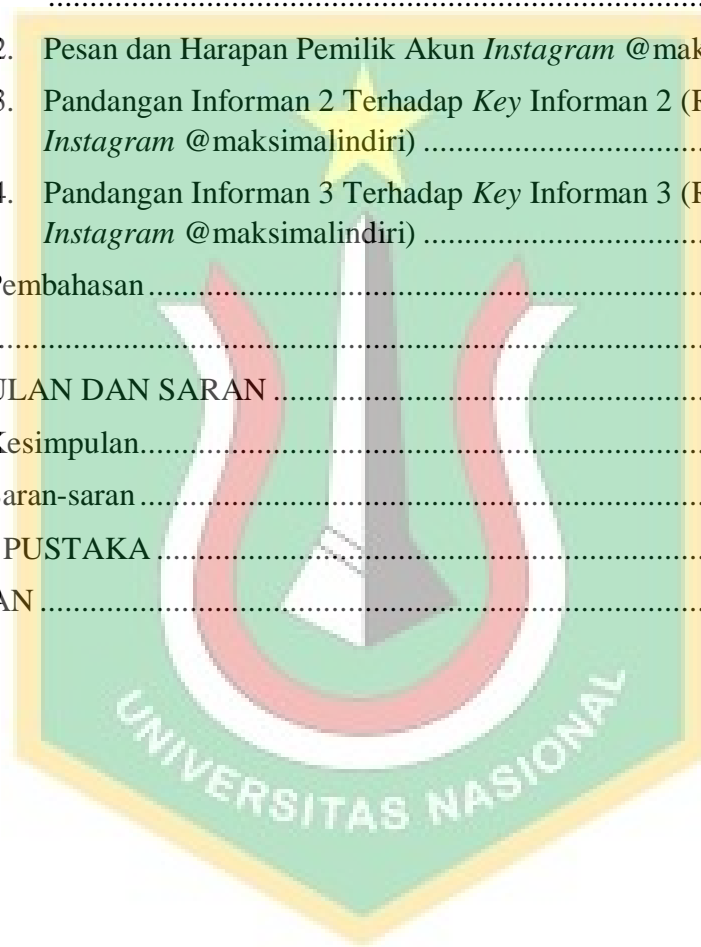 ........................................
2. Pesan dan Harapan Pemilik Akun Instagram @mak
3. Pandangan Informan 2 Terhadap Key Informan 2 (
Instagram @maksimalindiri) ........................................
4. Pandangan Informan 3 Terhadap Key Informan 3 (
Instagram @maksimalindiri) ........................................
Pembahasan ........................................
........................................
ULAN DAN SARAN ........................................
Kesimpulan ........................................
aran-saran ........................................
PUSTAKA ........................................
AN ........................................
UNIVERSITAS NASIONAL